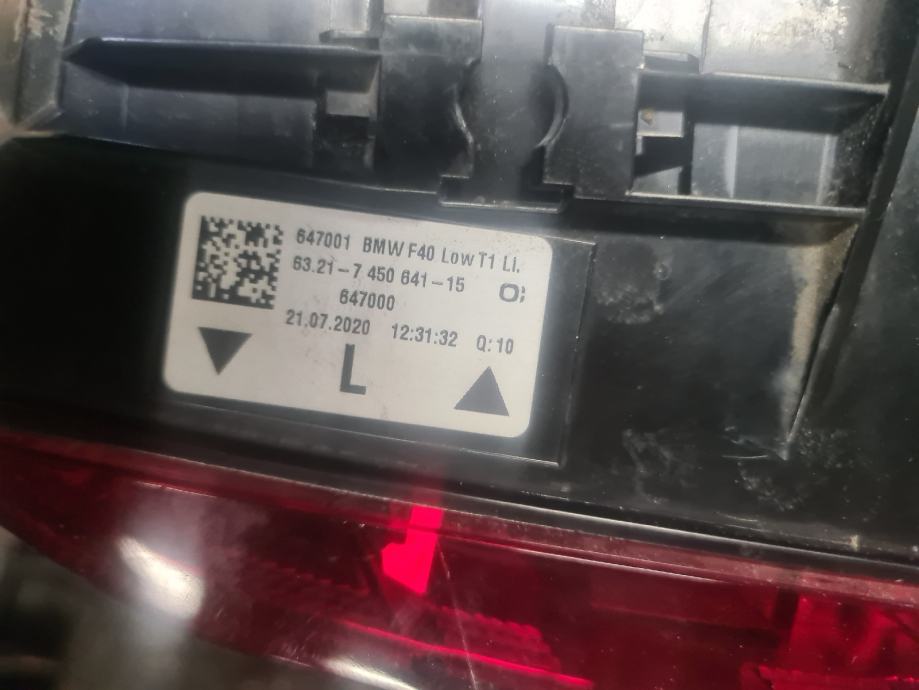 647001 BMW F40 Low T1 Li.
63.21-7 450 641-15
647000
21.07.2020 12:31:32 Q: 10
L